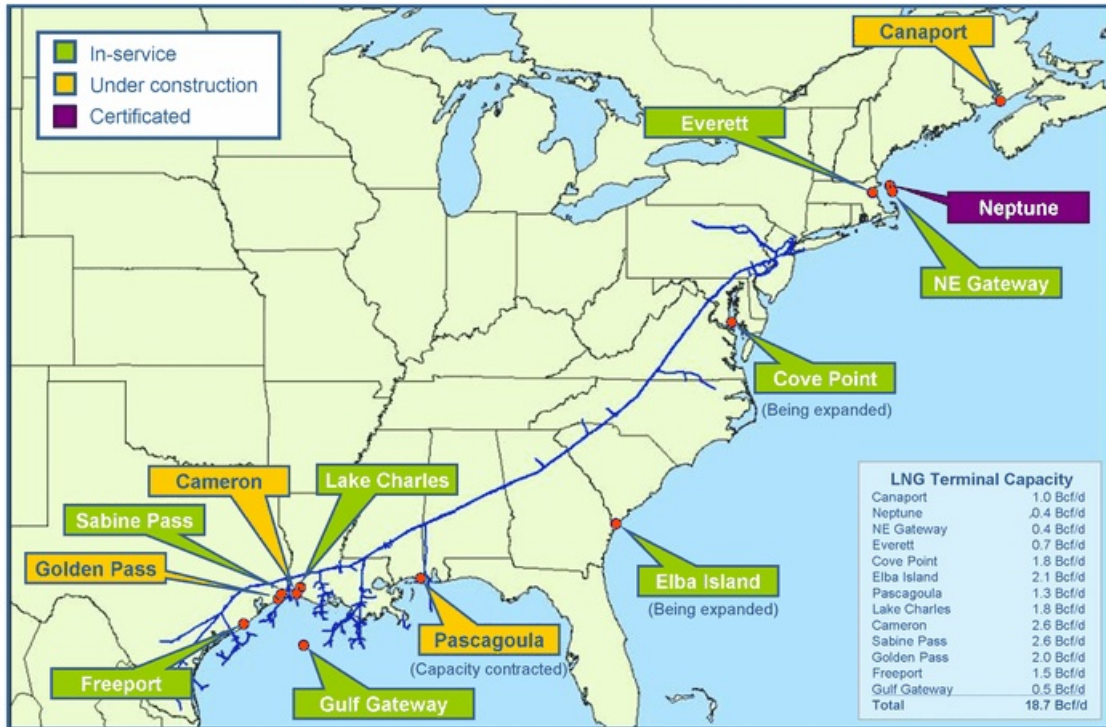 In-service
Under construction
Certificated
Canaport
Everett
Neptune
NE Gateway
Cove Point
(Being expanded)
Lake Charles
Cameron
Sabine Pass
Golden Pass
Elba Island
(Being expanded)
Pascagoula
(Capacity contracted)
Freeport
Gulf Gateway
LNG Terminal Capacity
Canaport 1.0 Bcf/d
Neptune .0.4 Bcf/d
NE Gateway 0.4 Bcf/d
Everett 0.7 Bcf/d
Cove Point 1.8 Bcf/d
Elba Island 2.1 Bcf/d
Pascagoula 1.3 Bcf/d
Lake Charles 1.8 Bcf/d
Cameron 2.6 Bcf/d
Sabine Pass 2.6 Bcf/d
Golden Pass 2.0 Bcf/d
Freeport 1.5 Bcf/d
Gulf Gateway 0.5 Bcf/d
Total 18.7 Bcf/d